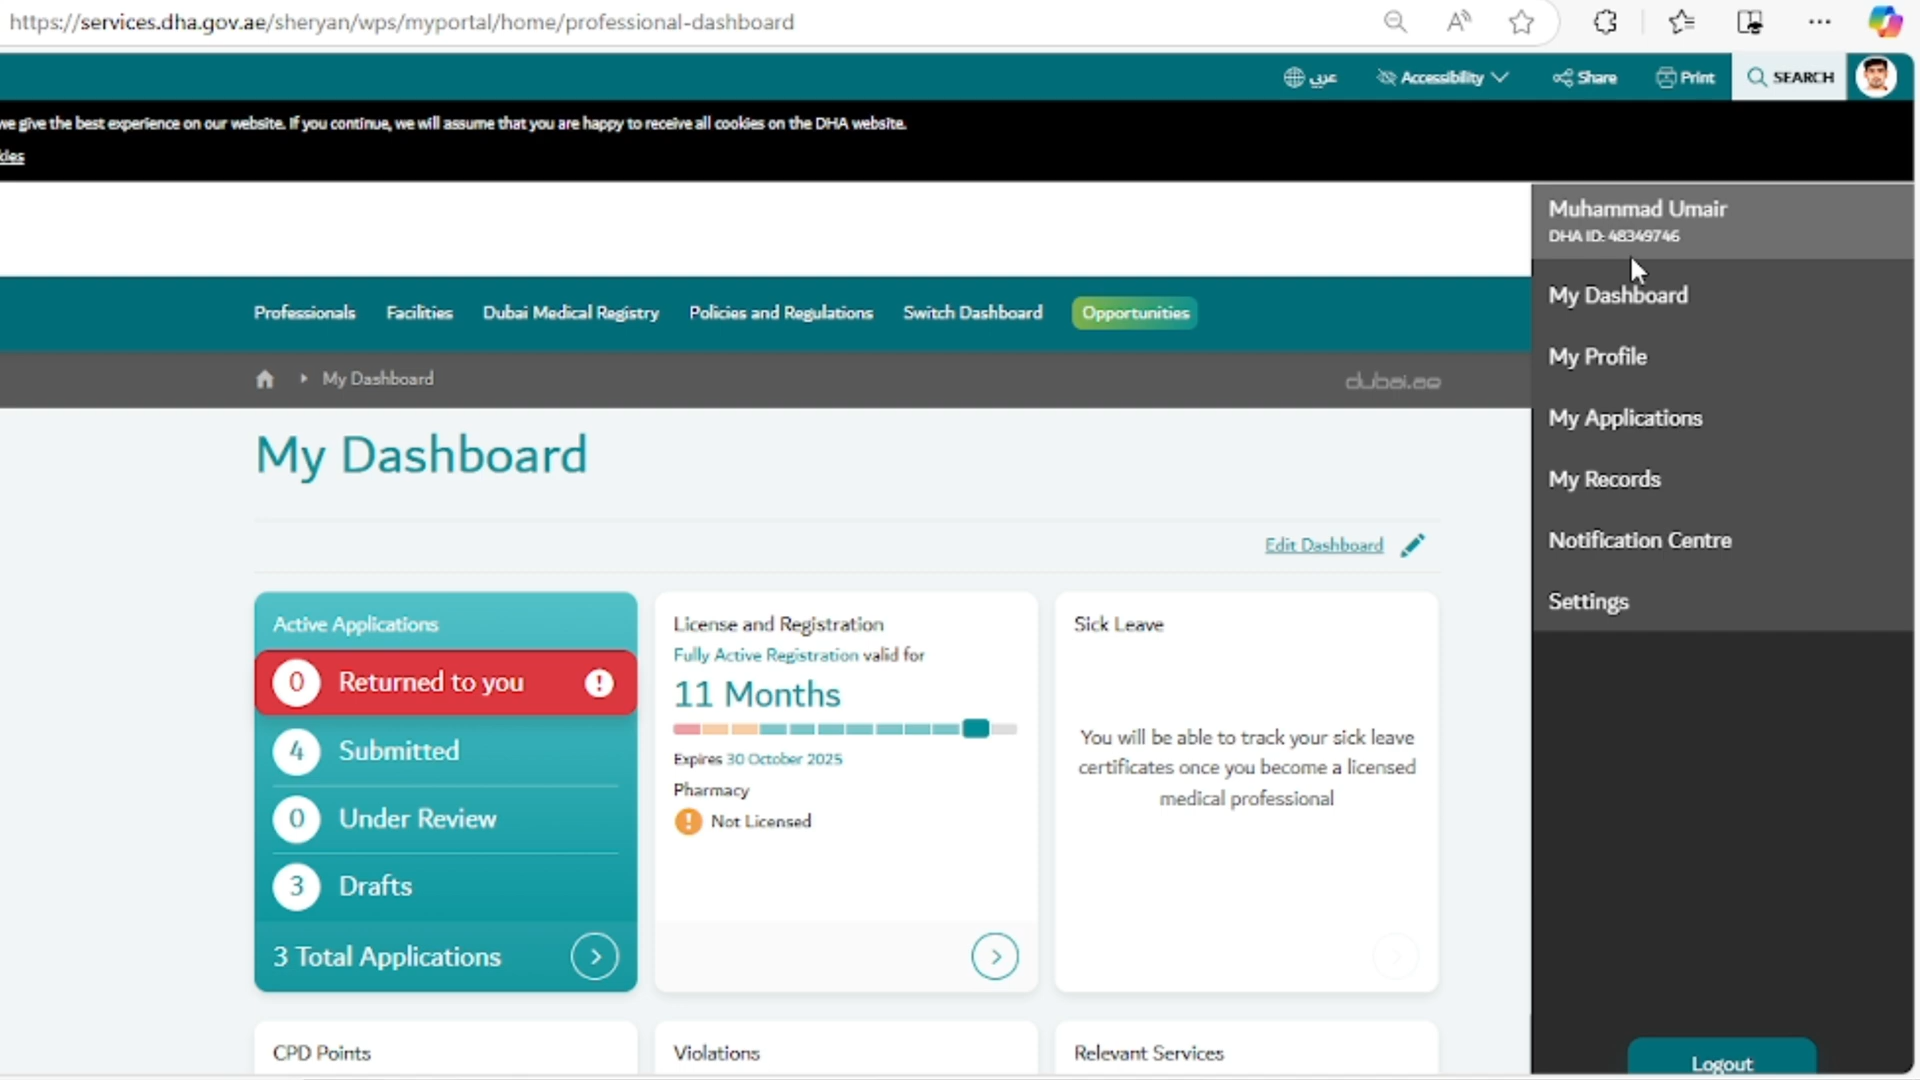 https://services.dha.gov.ae/sheryan/wps/myportal/home/professional-dashboard
عربي
Accessibility
Share
Print
SEARCH
we give the best experience on our website. If you continue, we will assume that you are happy to receive all cookies on the DHA website.
Muhammad Umair
DHA ID: 48349746
My Dashboard
My Profile
My Applications
My Records
Notification Centre
Settings
Logout
Professionals
Facilities
Dubai Medical Registry
Policies and Regulations
Switch Dashboard
Opportunities
My Dashboard
dubai.ae
My Dashboard
Edit Dashboard
Active Applications
0 Returned to you !
4 Submitted
0 Under Review
3 Drafts
3 Total Applications
License and Registration
Fully Active Registration valid for
11 Months
Expires 30 October 2025
Pharmacy
! Not Licensed
Sick Leave
You will be able to track your sick leave
certificates once you become a licensed
medical professional
CPD Points
Violations
Relevant Services